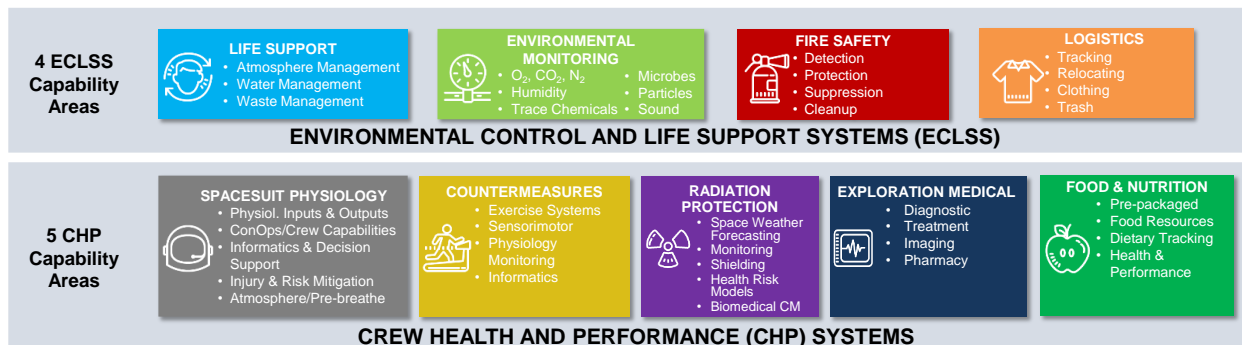 4 ECLSS
Capability
Areas
LIFE SUPPORT
• Atmosphere Management
• Water Management
• Waste Management
ENVIRONMENTAL
MONITORING
• O₂, CO₂, N₂
• Humidity
• Trace Chemicals
• Microbes
• Particles
• Sound
FIRE SAFETY
• Detection
• Protection
• Suppression
• Cleanup
LOGISTICS
• Tracking
• Relocating
• Clothing
• Trash
ENVIRONMENTAL CONTROL AND LIFE SUPPORT SYSTEMS (ECLSS)
5 CHP
Capability
Areas
SPACESUIT PHYSIOLOGY
• Physiol. Inputs & Outputs
• ConOps/Crew Capabilities
• Informatics & Decision
Support
• Injury & Risk Mitigation
• Atmosphere/Pre-breathe
COUNTERMEASURES
• Exercise Systems
• Sensorimotor
• Physiology
Monitoring
• Informatics
RADIATION
PROTECTION
• Space Weather
Forecasting
• Monitoring
• Shielding
• Health Risk
Models
• Biomedical CM
EXPLORATION MEDICAL
• Diagnostic
• Treatment
• Imaging
• Pharmacy
FOOD & NUTRITION
• Pre-packaged
• Food Resources
• Dietary Tracking
• Health &
Performance
CREW HEALTH AND PERFORMANCE (CHP) SYSTEMS